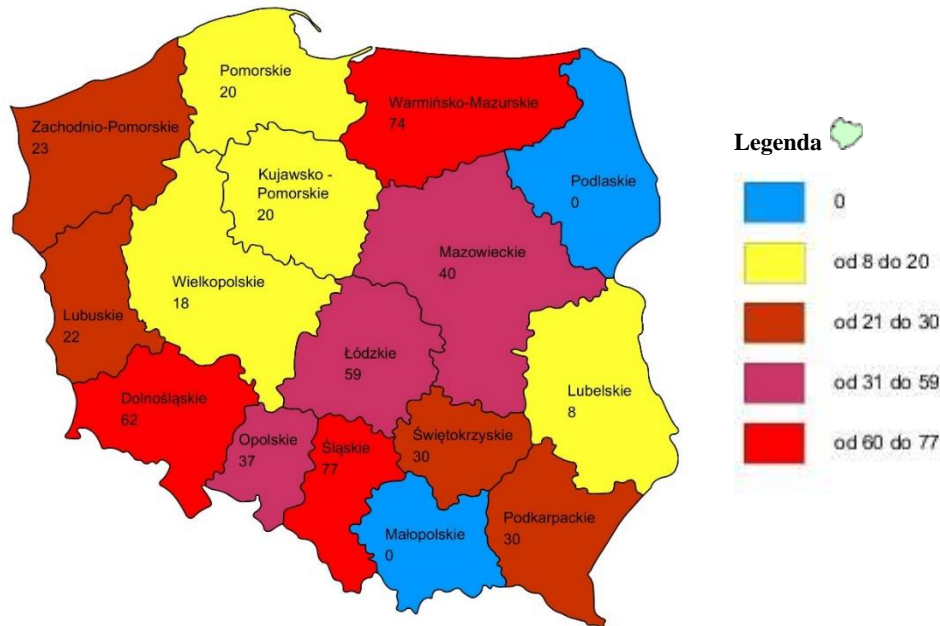 Pomorskie
20
Warmińsko-Mazurskie
74
Zachodnio-Pomorskie
23
Podlaskie
0
Kujawsko -
Pomorskie
20
Mazowieckie
40
Wielkopolskie
18
Lubuskie
22
Łódzkie
59
Lubelskie
8
Dolnośląskie
62
Opolskie
37
Śląskie
77
Świętokrzyskie
30
Małopolskie
0
Podkarpackie
30
Legenda
0
od 8 do 20
od 21 do 30
od 31 do 59
od 60 do 77